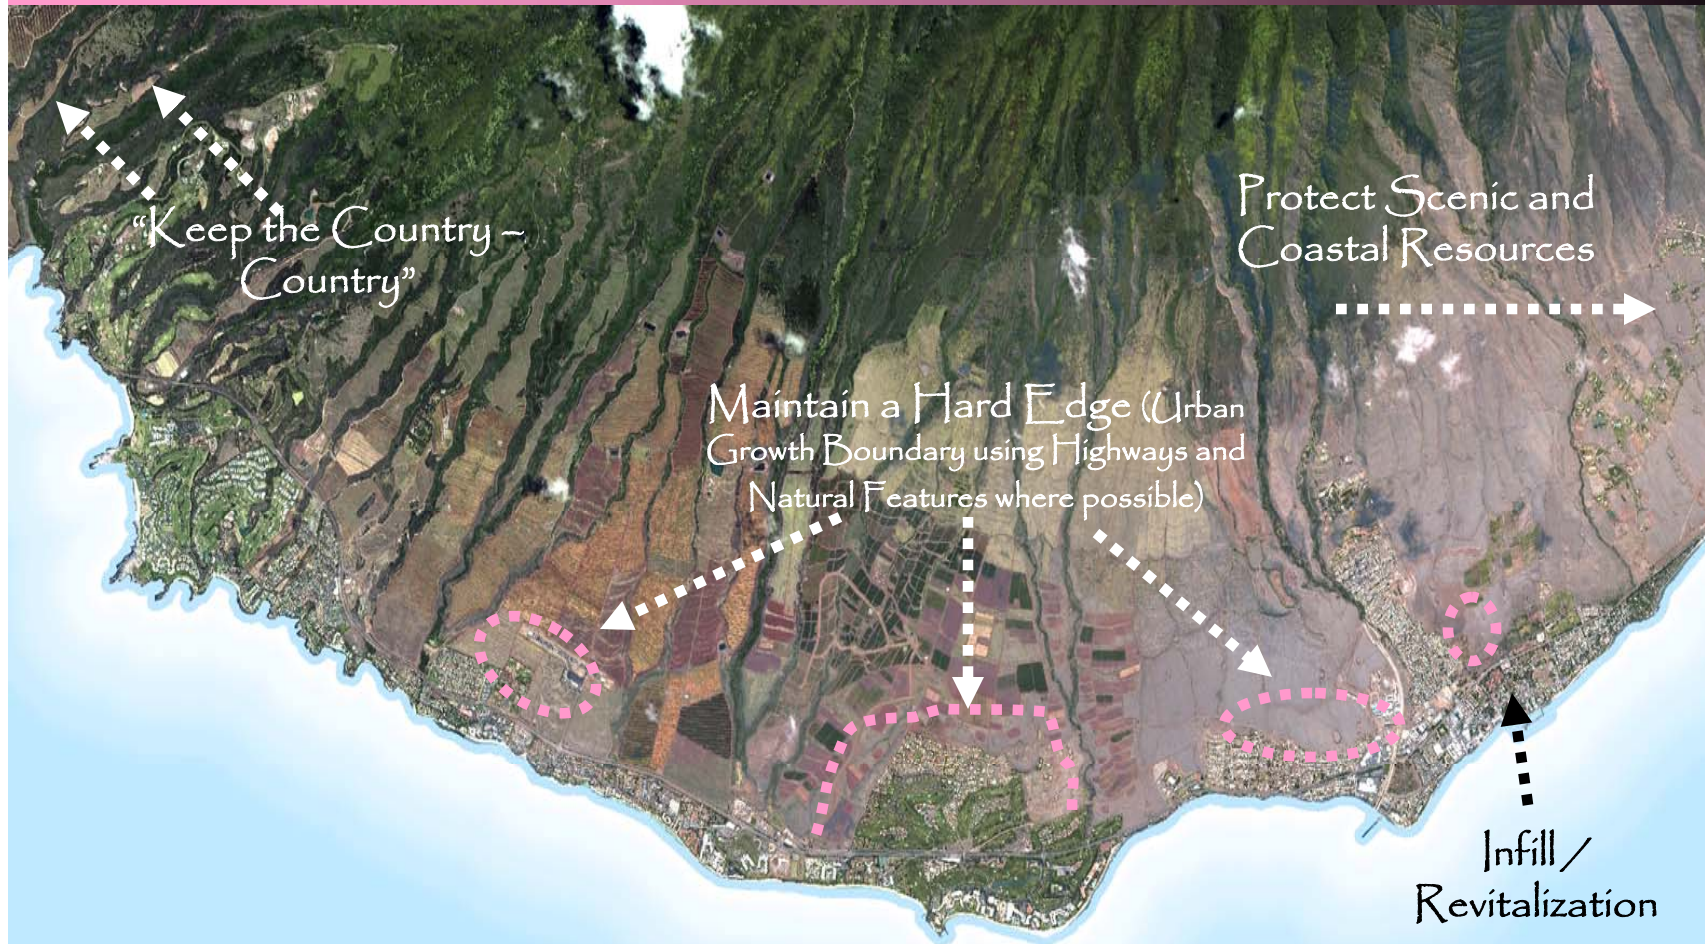 “Keep the Country –
Country”
Protect Scenic and
Coastal Resources
Maintain a Hard Edge (Urban
Growth Boundary using Highways and
Natural Features where possible)
Infill /
Revitalization